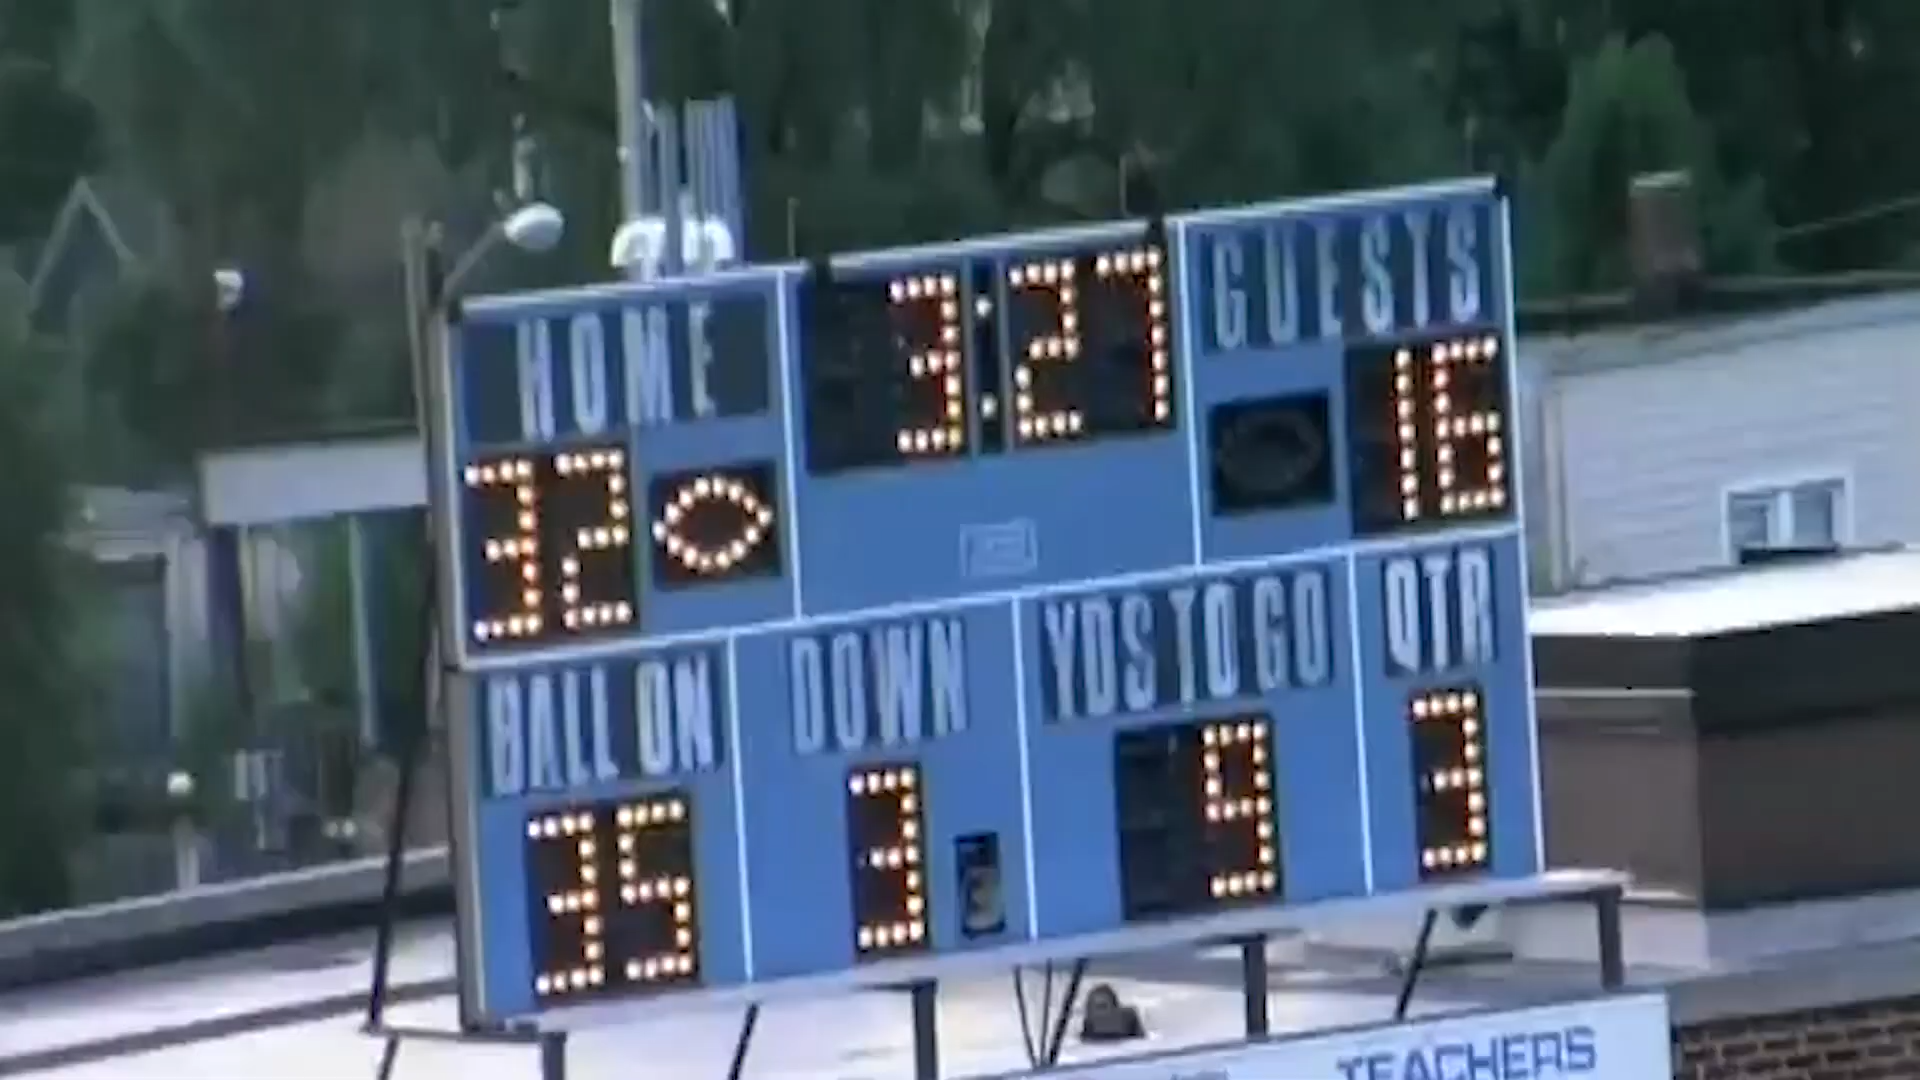 HOME 3:27 GUESTS
32 16
BALL ON DOWN YDS TO GO QTR
35 3 9 3
TEACHERS